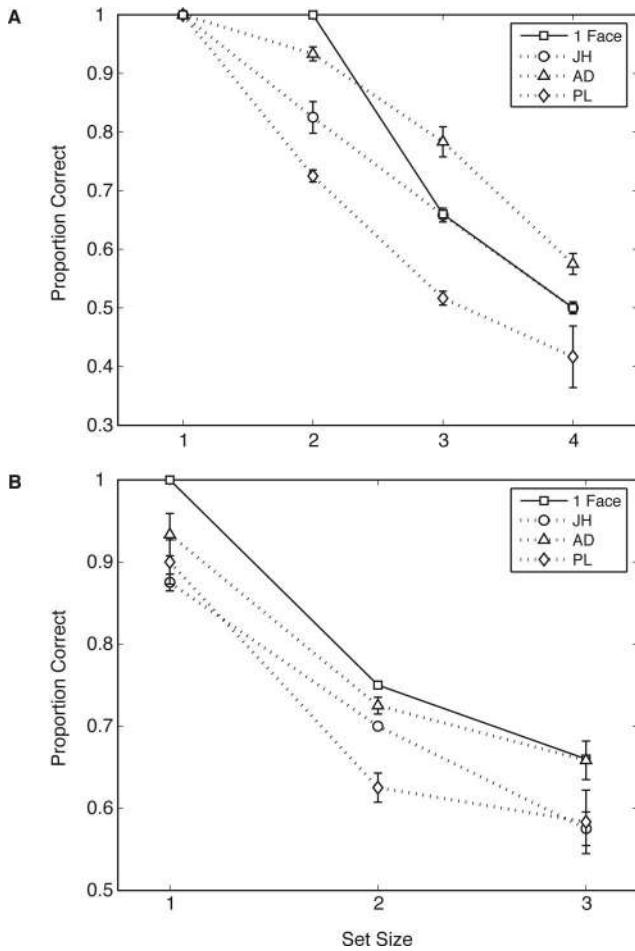 A
1
0.9
0.8
0.7
0.6
0.5
0.4
0.3
Proportion Correct
1 Face
JH
AD
PL
1 2 3 4
B
1
0.9
0.8
0.7
0.6
0.5
Proportion Correct
1 Face
JH
AD
PL
1 2 3
Set Size